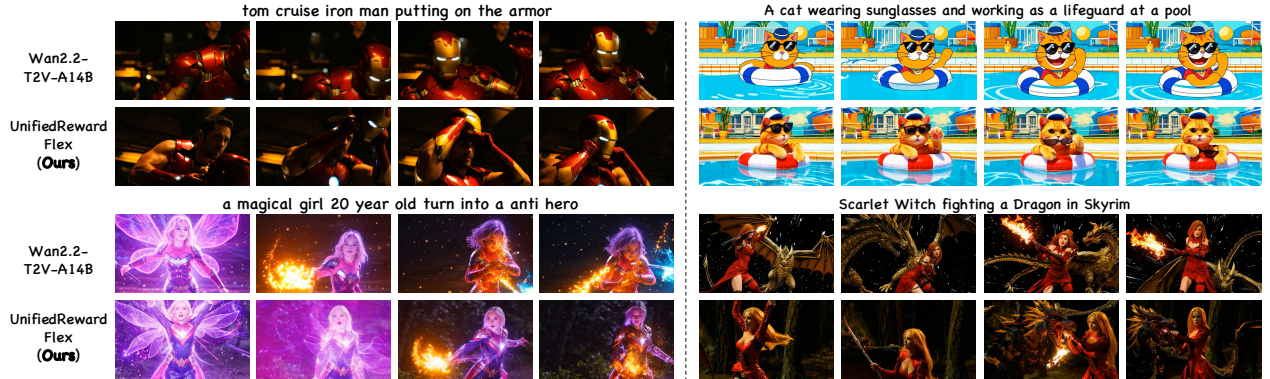 tom cruise iron man putting on the armor
Wan2.2-
T2V-A14B
UnifiedReward
Flex
(Ours)
A cat wearing sunglasses and working as a lifeguard at a pool
a magical girl 20 year old turn into a anti hero
Wan2.2-
T2V-A14B
UnifiedReward
Flex
(Ours)
Scarlet Witch fighting a Dragon in Skyrim